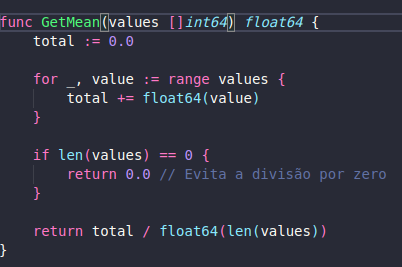 func GetMean(values []int64) float64 {
    total := 0.0

    for _, value := range values {
        total += float64(value)
    }

    if len(values) == 0 {
        return 0.0 // Evita a divisão por zero
    }

    return total / float64(len(values))
}